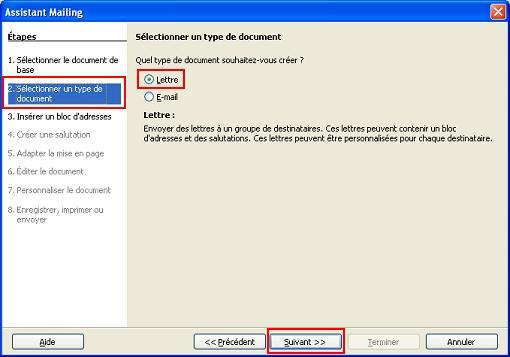 Assistant Mailing
Étapes
1. Sélectionner le document de
base
2. Sélectionner un type de
document
3. Insérer un bloc d'adresses
4. Créer une salutation
5. Adapter la mise en page
6. Éditer le document
7. Personnaliser le document
8. Enregistrer, imprimer ou
envoyer
Sélectionner un type de document
Quel type de document souhaitez-vous créer ?
Lettre
E-mail
Lettre :
Envoyer des lettres à un groupe de destinataires. Ces lettres peuvent contenir un bloc
d'adresses et des salutations. Ces lettres peuvent être personnalisées pour chaque destinataire.
Aide
<< Précédent
Suivant >>
Terminer
Annuler